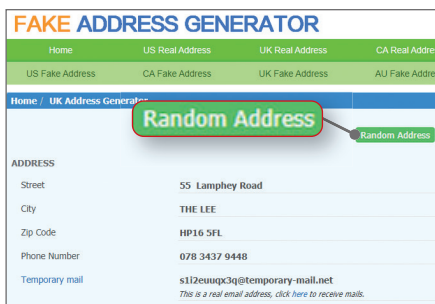 FAKE ADDRESS GENERATOR
Home US Real Address UK Real Address CA Real Addre
US Fake Address CA Fake Address UK Fake Address AU Fake Addre
Home / UK Address Generator
Random Address
Random Address
ADDRESS
Street 55 Lamphey Road
City THE LEE
Zip Code HP16 5FL
Phone Number 078 3437 9448
Temporary mail s1i2euuqx3q@temporary-mail.net
This is a real email address, click here to receive mails.